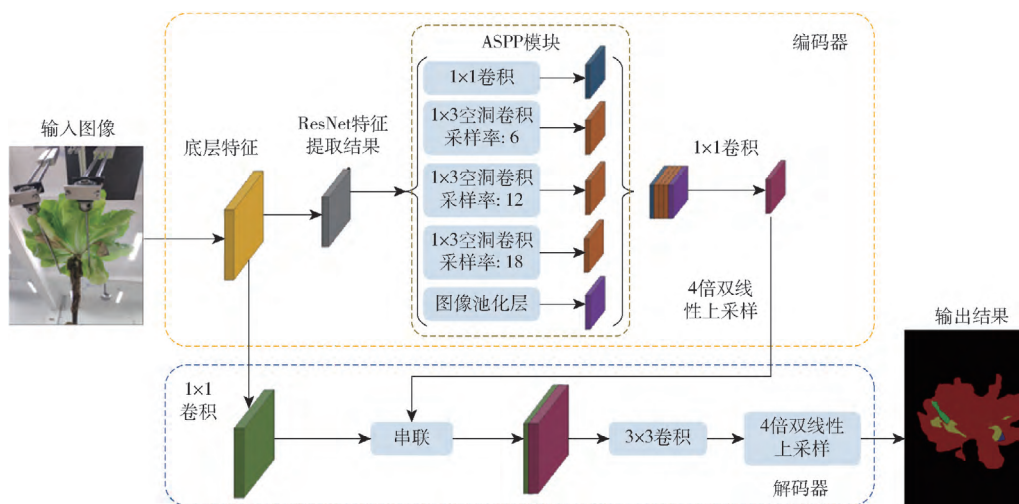 ASPP模块
编码器
1×1卷积
输入图像
ResNet特征
提取结果
底层特征
1×3空洞卷积
采样率: 6
1×1卷积
1×3空洞卷积
采样率: 12
1×3空洞卷积
采样率: 18
图像池化层
4倍双线
性上采样
输出结果
1×1
卷积
串联
3×3卷积
4倍双线性
上采样
解码器